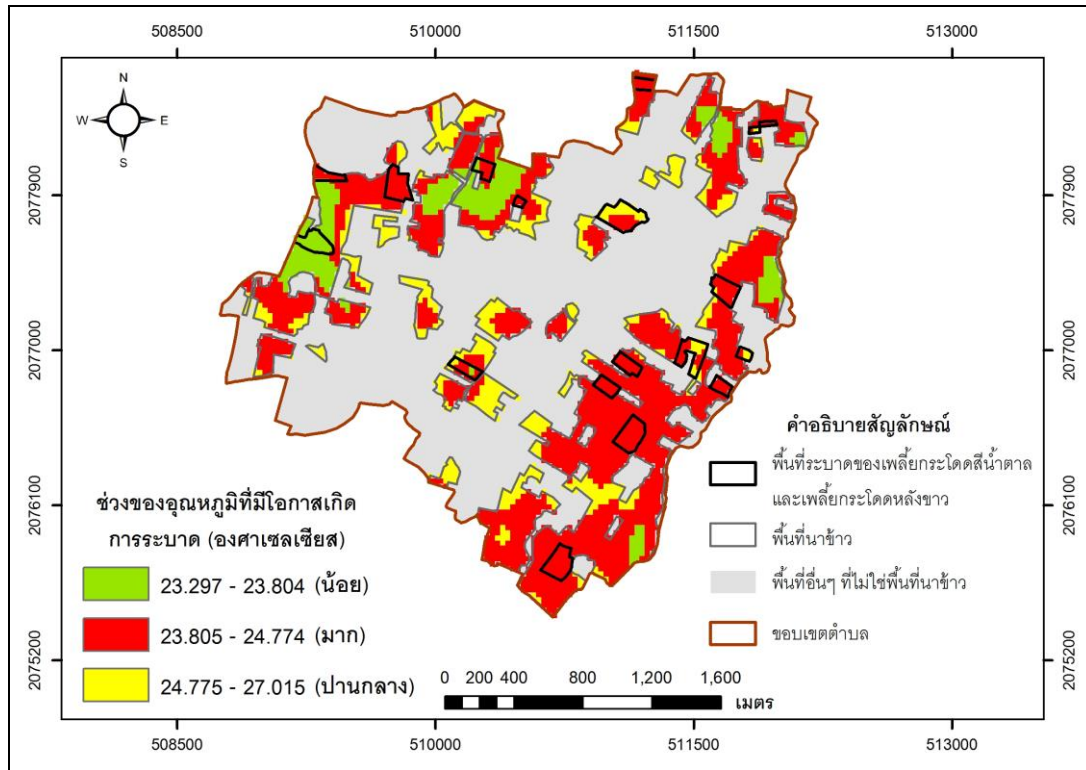 508500 510000 511500 513000
N
W E
S
2077900 2077900
2077000 2077000
2076100 2076100
2075200 2075200
ช่วงของอุณหภูมิที่มีโอกาสเกิด
การระบาด (องศาเซลเซียส)
23.297 - 23.804 (น้อย)
23.805 - 24.774 (มาก)
24.775 - 27.015 (ปานกลาง)
0 200 400 800 1,200 1,600
เมตร
คำอธิบายสัญลักษณ์
พื้นที่ระบาดของเพลี้ยกระโดดสีน้ำตาล
และเพลี้ยกระโดดหลังขาว
พื้นที่นาข้าว
พื้นที่อื่นๆ ที่ไม่ใช่พื้นที่นาข้าว
ขอบเขตตำบล
508500 510000 511500 513000